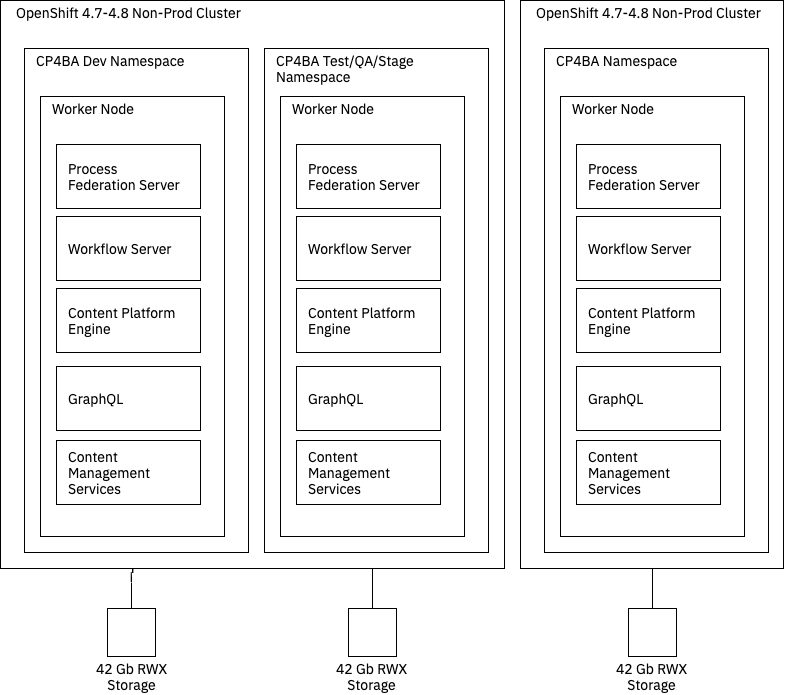 OpenShift 4.7-4.8 Non-Prod Cluster
CP4BA Dev Namespace
Worker Node
Process
Federation Server
Workflow Server
Content Platform
Engine
GraphQL
Content
Management
Services
42 Gb RWX
Storage
CP4BA Test/QA/Stage
Namespace
Worker Node
Process
Federation Server
Workflow Server
Content Platform
Engine
GraphQL
Content
Management
Services
42 Gb RWX
Storage
OpenShift 4.7-4.8 Non-Prod Cluster
CP4BA Namespace
Worker Node
Process
Federation Server
Workflow Server
Content Platform
Engine
GraphQL
Content
Management
Services
42 Gb RWX
Storage